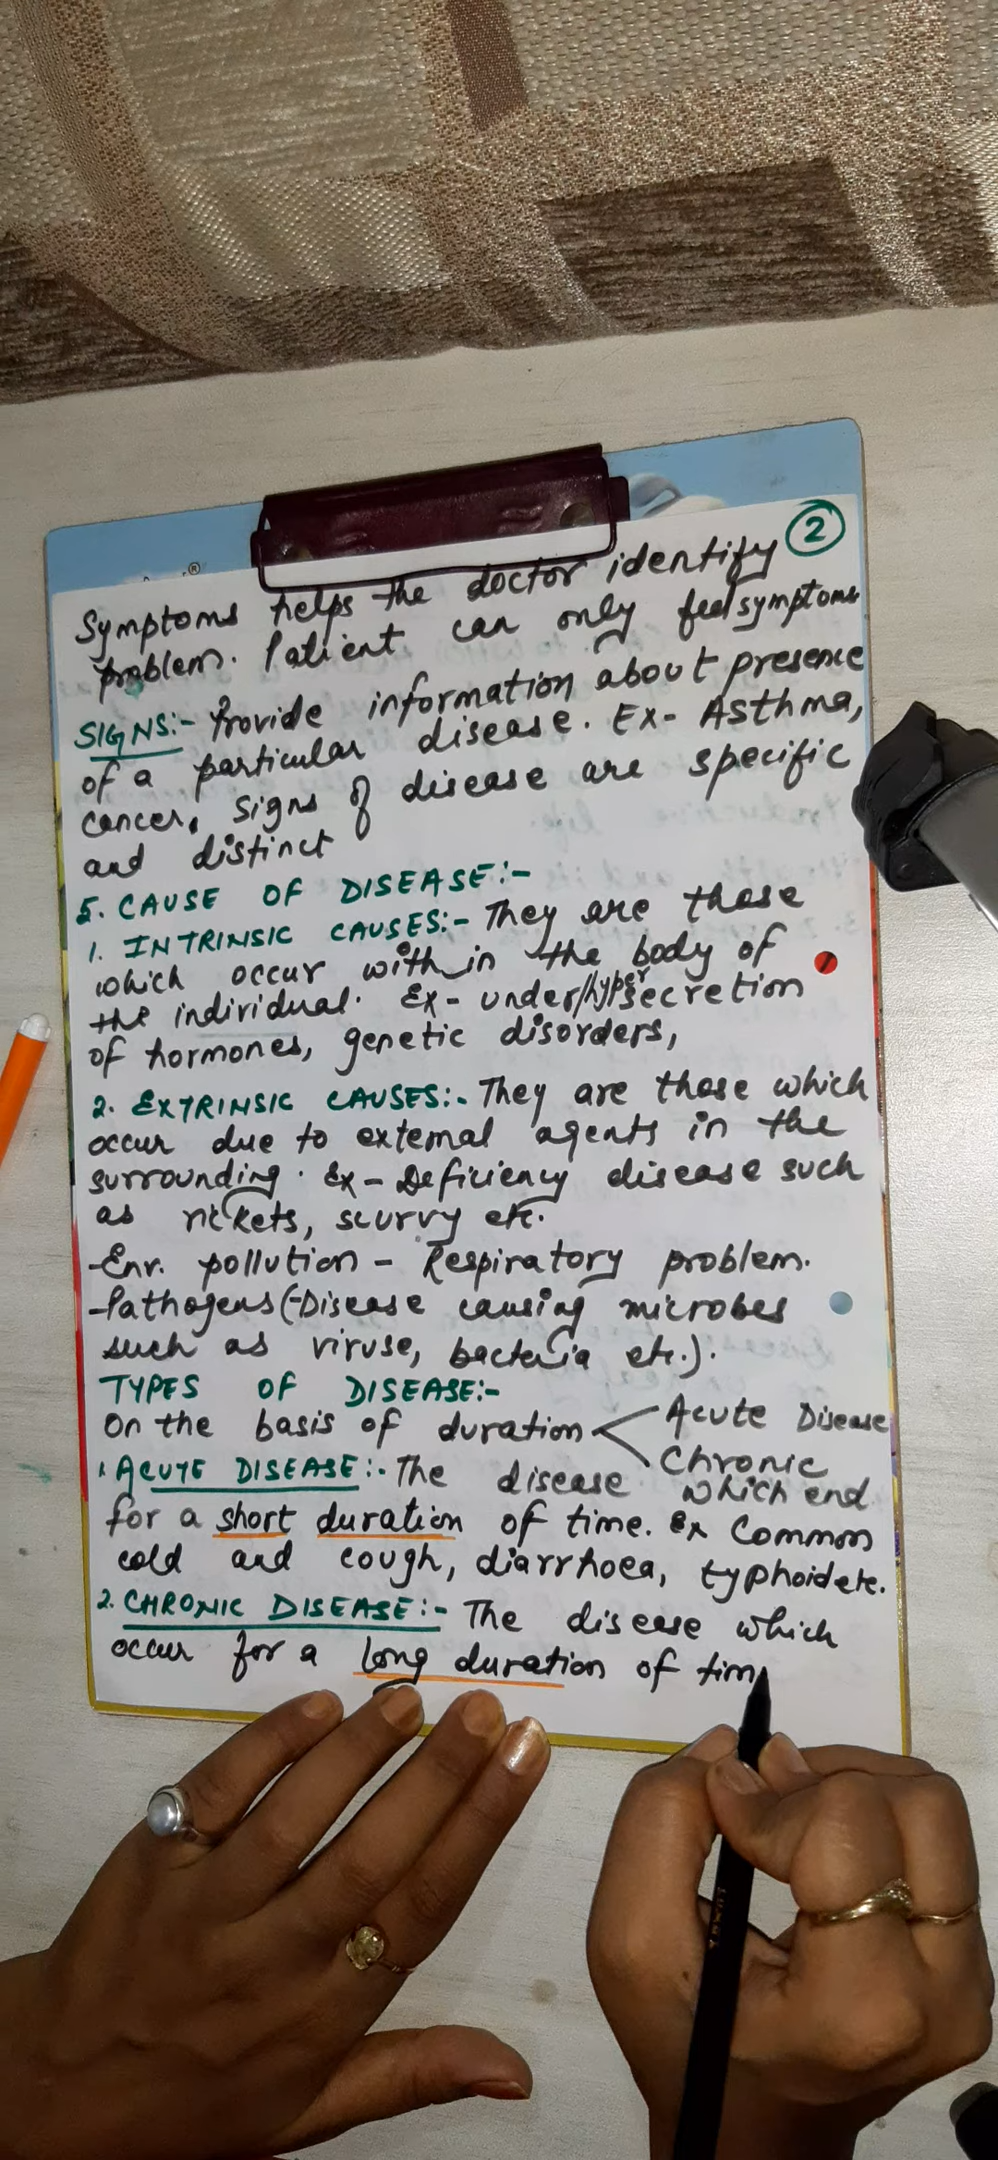 2
Symptoms helps the doctor identify
problem. Patient can only feel symptoms
SIGNS:- Provide information about presence
of a particular disease. Ex- Asthma,
cancer, signs of disease are specific
and distinct
5. CAUSE OF DISEASE:-
1. INTRINSIC CAUSES:- They are those
which occur within the body of
the individual. Ex- under/hyper secretion
of hormones, genetic disorders,
2. EXTRINSIC CAUSES:- They are those which
occur due to external agents in the
surrounding. Ex- Deficiency disease such
as rickets, scurvy etc.
-Env. pollution - Respiratory problem.
-Pathogens (-Disease causing microbes
such as viruse, bacteria etc.).
TYPES OF DISEASE:-
On the basis of duration Acute Disease
Chronic
1. ACUTE DISEASE:- The disease which end
for a short duration of time. Ex Common
cold and cough, diarrhoea, typhoid etc.
2. CHRONIC DISEASE:- The disease which
occur for a long duration of tim